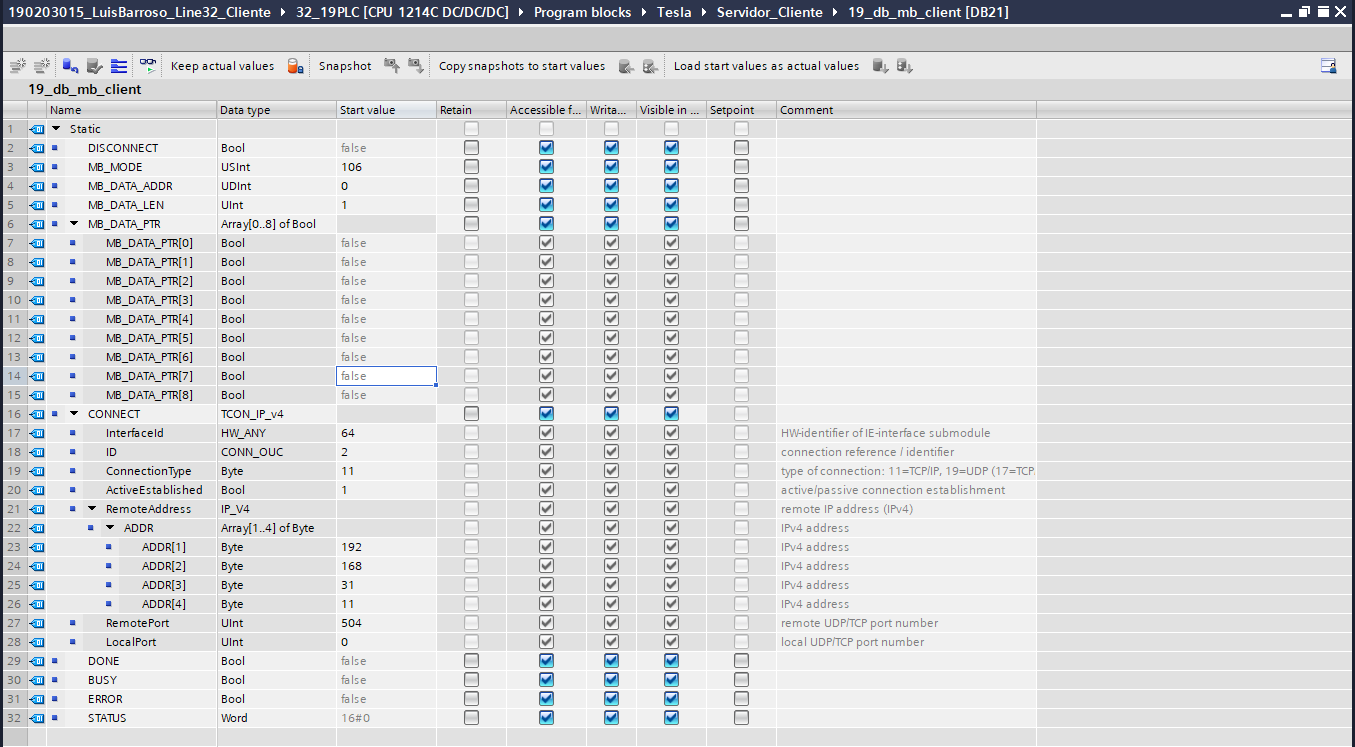 190203015_LuisBarroso_Line32_Cliente ▸ 32_19PLC [CPU 1214C DC/DC/DC] ▸ Program blocks ▸ Tesla ▸ Servidor_Cliente ▸ 19_db_mb_client [DB21]
Keep actual values Snapshot Copy snapshots to start values Load start values as actual values
19_db_mb_client
Name Data type Start value Retain Accessible f... Writa... Visible in ... Setpoint Comment
1 Static
2 DISCONNECT Bool false
3 MB_MODE USInt 106
4 MB_DATA_ADDR UDInt 0
5 MB_DATA_LEN UInt 1
6 MB_DATA_PTR Array[0..8] of Bool
7 MB_DATA_PTR[0] Bool false
8 MB_DATA_PTR[1] Bool false
9 MB_DATA_PTR[2] Bool false
10 MB_DATA_PTR[3] Bool false
11 MB_DATA_PTR[4] Bool false
12 MB_DATA_PTR[5] Bool false
13 MB_DATA_PTR[6] Bool false
14 MB_DATA_PTR[7] Bool false
15 MB_DATA_PTR[8] Bool false
16 CONNECT TCON_IP_v4
17 InterfaceId HW_ANY 64 HW-identifier of IE-interface submodule
18 ID CONN_OUC 2 connection reference / identifier
19 ConnectionType Byte 11 type of connection: 11=TCP/IP, 19=UDP (17=TCP.
20 ActiveEstablished Bool 1 active/passive connection establishment
21 RemoteAddress IP_V4 remote IP address (IPv4)
22 ADDR Array[1..4] of Byte IPv4 address
23 ADDR[1] Byte 192 IPv4 address
24 ADDR[2] Byte 168 IPv4 address
25 ADDR[3] Byte 31 IPv4 address
26 ADDR[4] Byte 11 IPv4 address
27 RemotePort UInt 504 remote UDP/TCP port number
28 LocalPort UInt 0 local UDP/TCP port number
29 DONE Bool false
30 BUSY Bool false
31 ERROR Bool false
32 STATUS Word 16#0